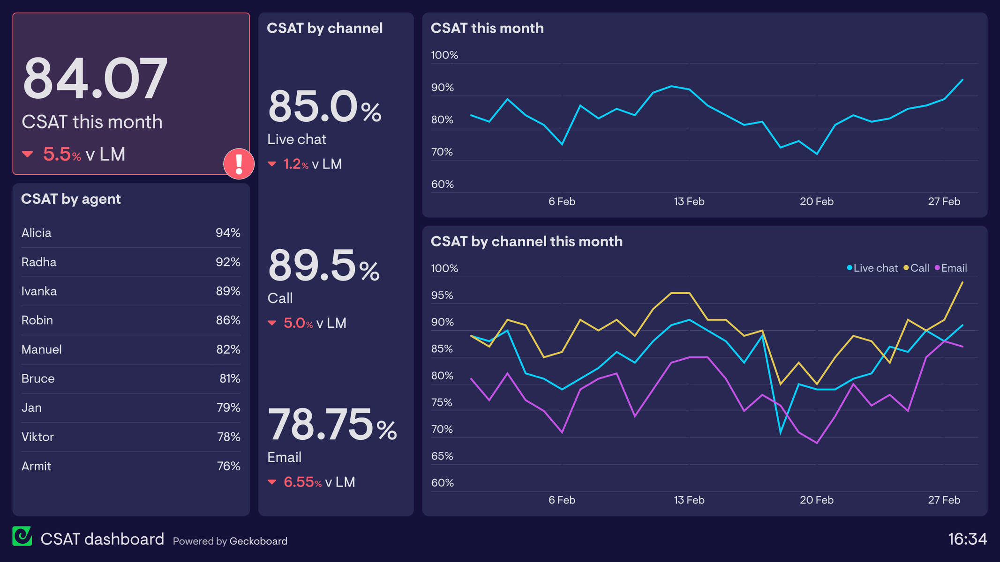 84.07
CSAT this month
5.5% v LM
!
CSAT by agent
Alicia 94%
Radha 92%
Ivanka 89%
Robin 86%
Manuel 82%
Bruce 81%
Jan 79%
Viktor 78%
Armit 76%
CSAT by channel
85.0%
Live chat
1.2% v LM
89.5%
Call
5.0% v LM
78.75%
Email
6.55% v LM
CSAT this month
100%
90%
80%
70%
60%
6 Feb 13 Feb 20 Feb 27 Feb
CSAT by channel this month
Live chat Call Email
100%
95%
90%
85%
80%
75%
70%
65%
60%
6 Feb 13 Feb 20 Feb 27 Feb
CSAT dashboard Powered by Geckoboard
16:34